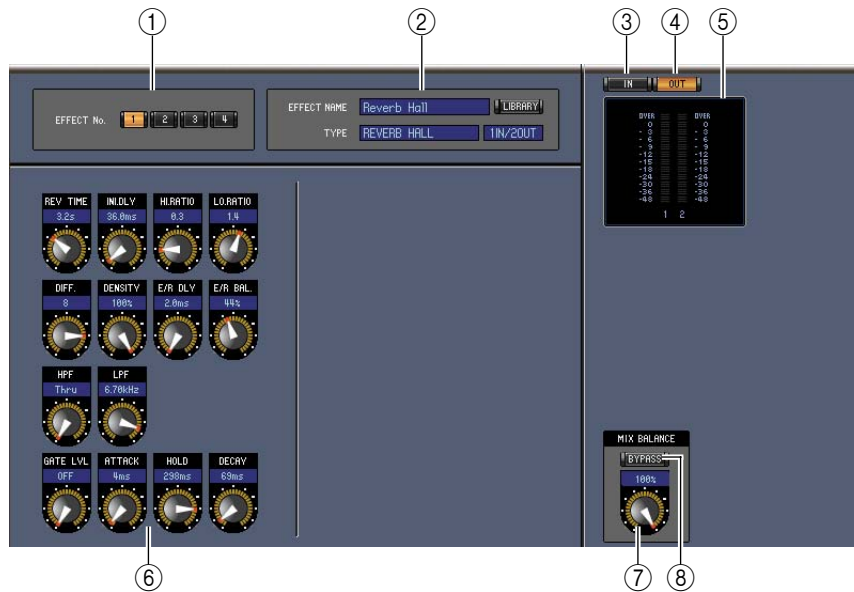 ① ② ③ ④ ⑤
IN OUT
EFFECT No. 1 2 3 4
EFFECT NAME Reverb Hall LIBRARY
TYPE REVERB HALL 1IN/2OUT
OVER OVER
0 0
- 3 - 3
- 6 - 6
- 9 - 9
-12 -12
-15 -15
-18 -18
-24 -24
-30 -30
-36 -36
-48 -48
1 2
REV TIME INI.DLY HI.RATIO LO.RATIO
3.2s 36.0ms 0.3 1.4
DIFF. DENSITY E/R DLY E/R BAL.
8 100% 2.0ms 44%
HPF LPF
Thru 6.70kHz
GATE LVL ATTACK HOLD DECAY
OFF 4ms 298ms 69ms
MIX BALANCE
BYPASS
100%
⑥ ⑦ ⑧